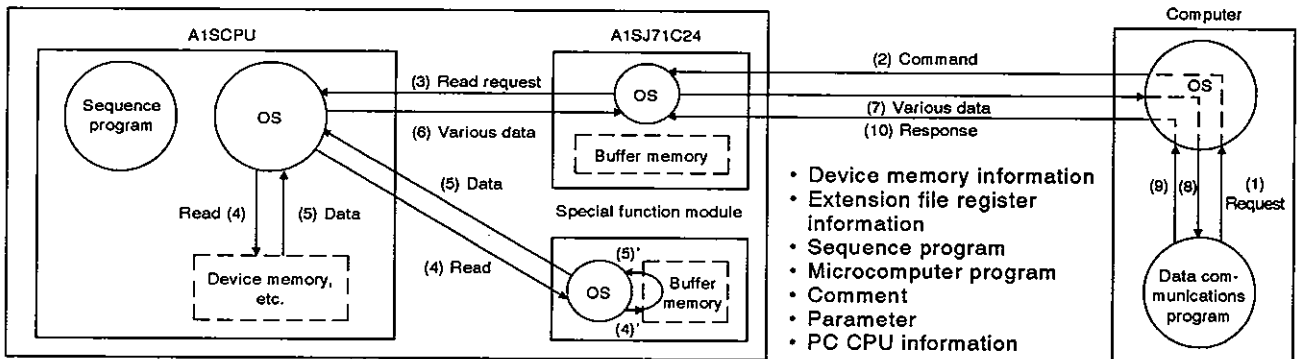 A1SCPU
Sequence
program
OS
Read (4)
(5) Data
Device memory,
etc.
(3) Read request
(6) Various data
(5) Data
(4) Read
A1SJ71C24
OS
Buffer memory
Special function module
OS
(5)'
Buffer
memory
(4)'
(2) Command
(7) Various data
(10) Response
• Device memory information
• Extension file register
information
• Sequence program
• Microcomputer program
• Comment
• Parameter
• PC CPU information
Computer
OS
(9)
(8)
(1)
Request
Data com-
munications
program